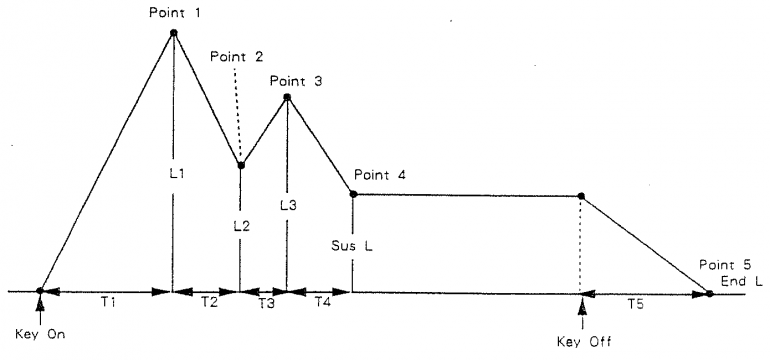 Point 1
Point 2
Point 3
Point 4
L1
L2
L3
Sus L
Point 5
End L
T1
T2
T3
T4
T5
Key On
Key Off